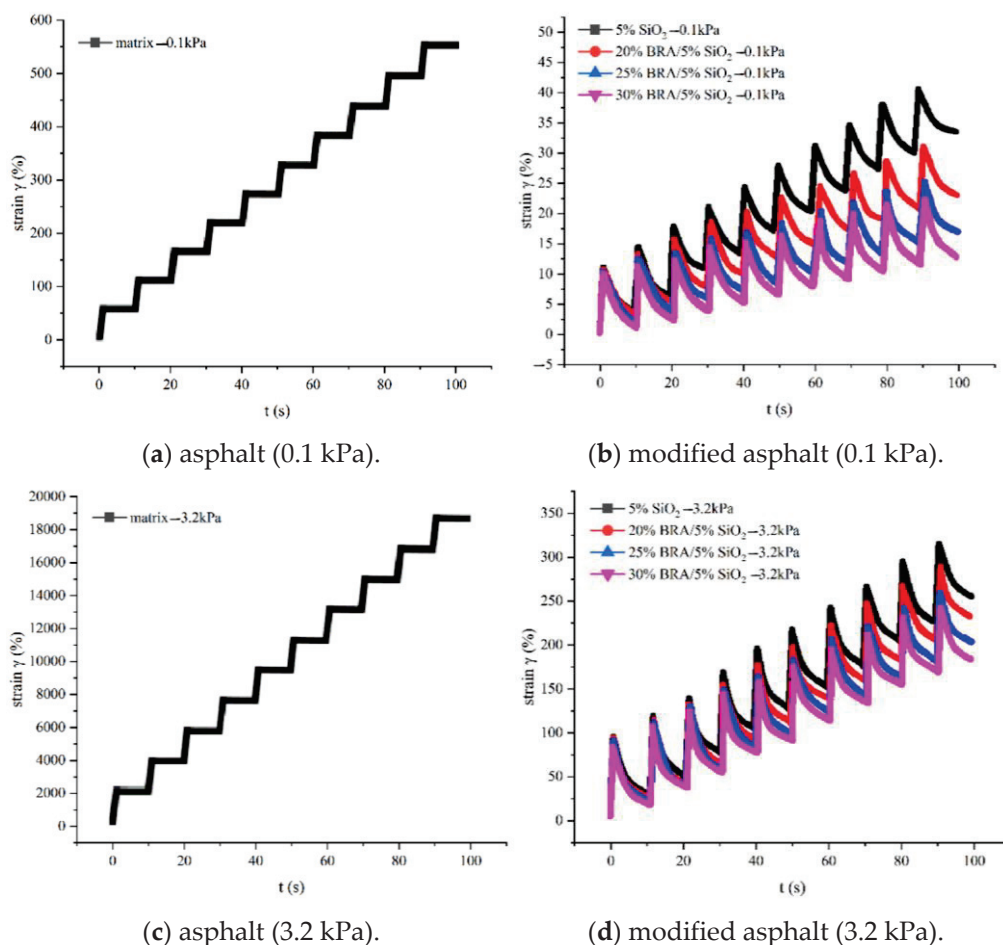 600
500
400
300
200
100
0
strain γ (%)
matrix−0.1kPa
0 20 40 60 80 100
t (s)
(a) asphalt (0.1 kPa).
50
45
40
35
30
25
20
15
10
5
0
−5
strain γ (%)
5% SiO₂−0.1kPa
20% BRA/5% SiO₂−0.1kPa
25% BRA/5% SiO₂−0.1kPa
30% BRA/5% SiO₂−0.1kPa
0 20 40 60 80 100
t (s)
(b) modified asphalt (0.1 kPa).
20000
18000
16000
14000
12000
10000
8000
6000
4000
2000
0
strain γ (%)
matrix−3.2kPa
0 20 40 60 80 100
t (s)
(c) asphalt (3.2 kPa).
350
300
250
200
150
100
50
0
strain γ (%)
5% SiO₂−3.2kPa
20% BRA/5% SiO₂−3.2kPa
25% BRA/5% SiO₂−3.2kPa
30% BRA/5% SiO₂−3.2kPa
0 20 40 60 80 100
t (s)
(d) modified asphalt (3.2 kPa).